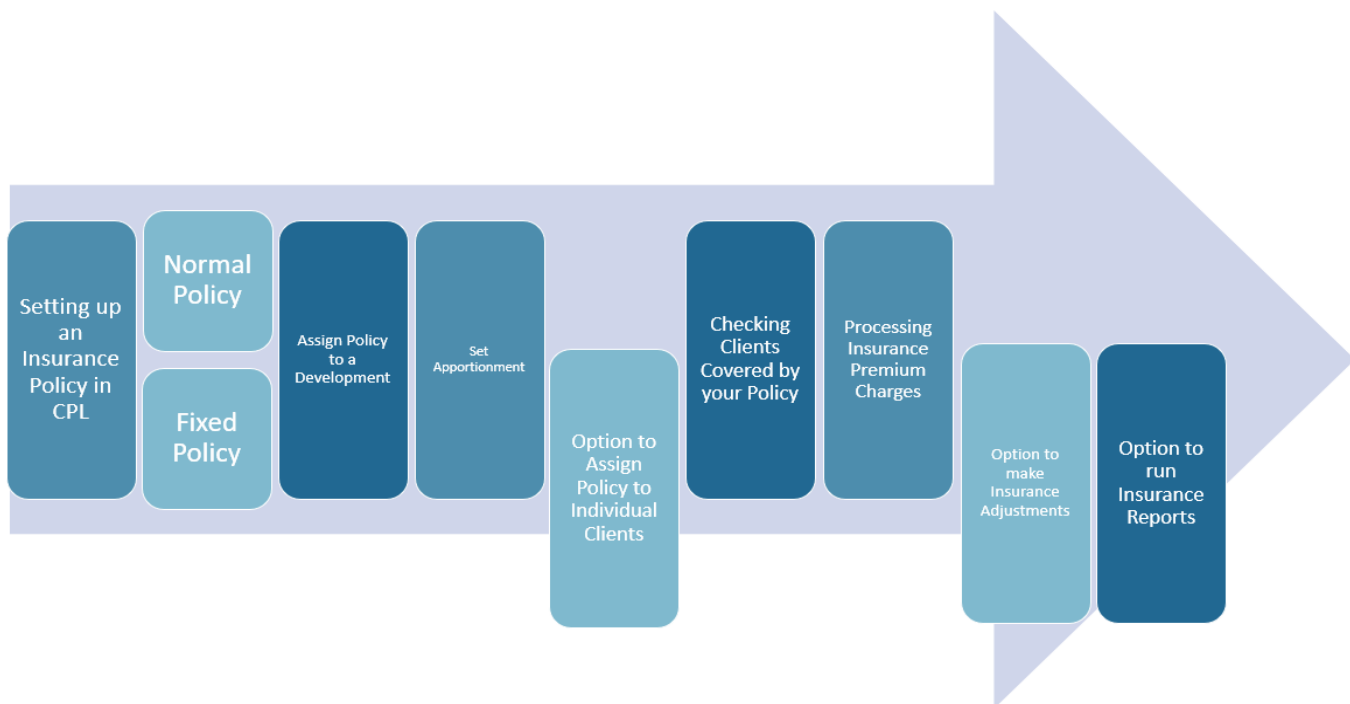 Setting up
an
Insurance
Policy in
CPL
Normal
Policy
Fixed
Policy
Assign Policy
to a
Development
Set
Apportionment
Option to
Assign
Policy to
Individual
Clients
Checking
Clients
Covered by
your Policy
Processing
Insurance
Premium
Charges
Option to
make
Insurance
Adjustments
Option to
run
Insurance
Reports